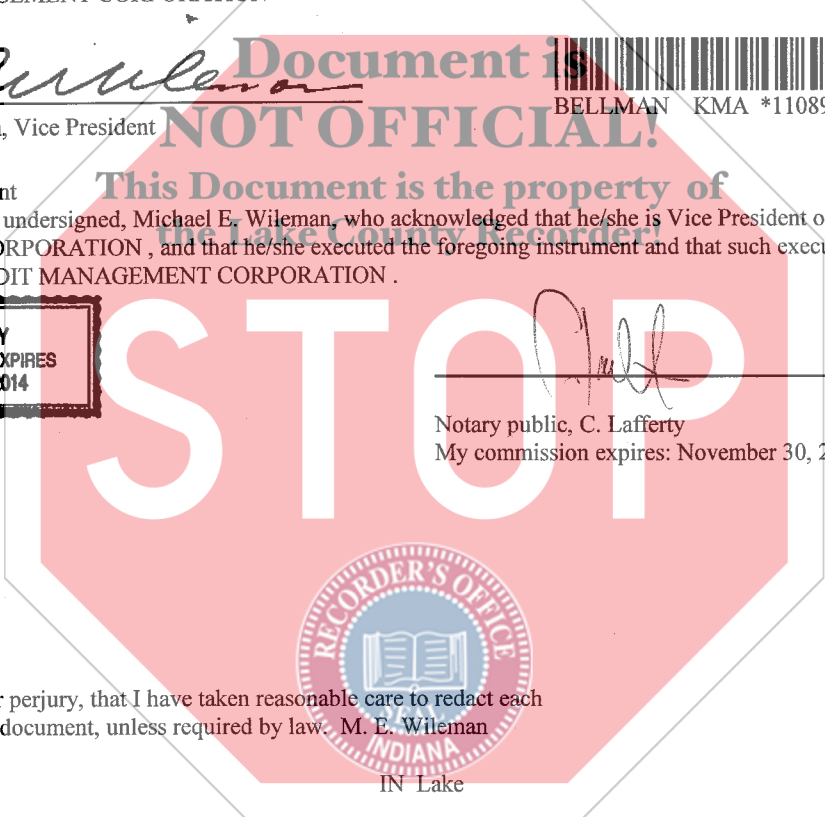 Document is
BELLMAN KMA *11089
, Vice President
NOT OFFICIAL!
This Document is the property of
nt
undersigned, Michael E. Wileman, who acknowledged that he/she is Vice President o
the Lake County Recorder!
ORPORATION , and that he/she executed the foregoing instrument and that such execu
DIT MANAGEMENT CORPORATION .
Y
XPIRES
014
STOP
Notary public, C. Lafferty
My commission expires: November 30, 2
RECORDER'S OFFICE
SEAL
INDIANA
r perjury, that I have taken reasonable care to redact each
document, unless required by law. M. E. Wileman
IN Lake